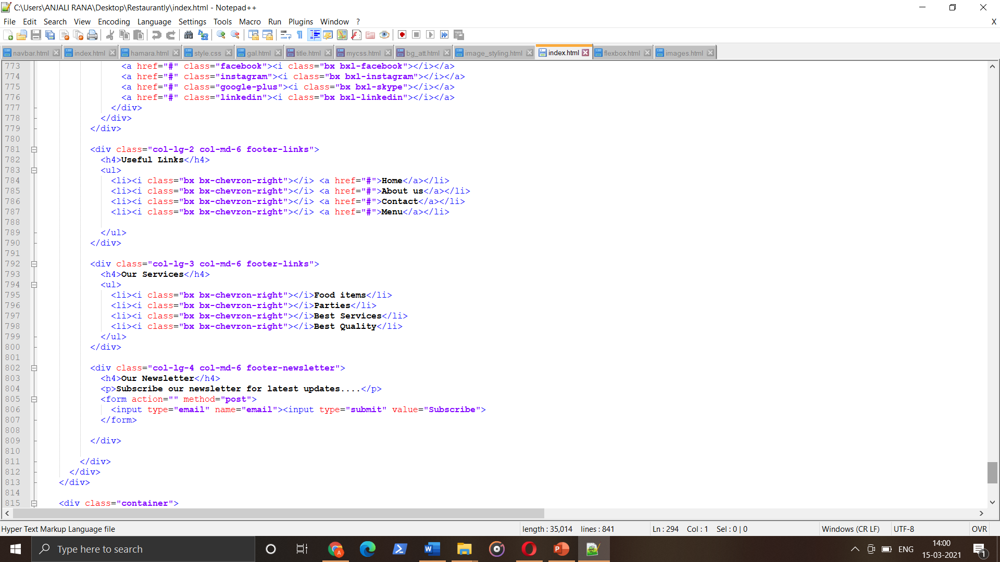 C:\Users\ANJALI RANA\Desktop\Restaurantly\index.html - Notepad++
File Edit Search View Encoding Language Settings Tools Macro Run Plugins Window ? X
navbar.html index.html hamara.html style.css gal.html title.html mycss.html bg_att.html image_styling.html index.html flexbox.html images.html
773 <a href="#" class="facebook"><i class="bx bxl-facebook"></i></a>
774 <a href="#" class="instagram"><i class="bx bxl-instagram"></i></a>
775 <a href="#" class="google-plus"><i class="bx bxl-skype"></i></a>
776 <a href="#" class="linkedin"><i class="bx bxl-linkedin"></i></a>
777 </div>
778 </div>
779 </div>
780
781 <div class="col-lg-2 col-md-6 footer-links">
782 <h4>Useful Links</h4>
783 <ul>
784 <li><i class="bx bx-chevron-right"></i> <a href="#">Home</a></li>
785 <li><i class="bx bx-chevron-right"></i> <a href="#">About us</a></li>
786 <li><i class="bx bx-chevron-right"></i> <a href="#">Contact</a></li>
787 <li><i class="bx bx-chevron-right"></i> <a href="#">Menu</a></li>
788
789 </ul>
790 </div>
791
792 <div class="col-lg-3 col-md-6 footer-links">
793 <h4>Our Services</h4>
794 <ul>
795 <li><i class="bx bx-chevron-right"></i>Food items</li>
796 <li><i class="bx bx-chevron-right"></i>Parties</li>
797 <li><i class="bx bx-chevron-right"></i>Best Services</li>
798 <li><i class="bx bx-chevron-right"></i>Best Quality</li>
799 </ul>
800 </div>
801
802 <div class="col-lg-4 col-md-6 footer-newsletter">
803 <h4>Our Newsletter</h4>
804 <p>Subscribe our newsletter for latest updates....</p>
805 <form action="" method="post">
806 <input type="email" name="email"><input type="submit" value="Subscribe">
807 </form>
808
809 </div>
810
811 </div>
812 </div>
813 </div>
814
815 <div class="container">
Hyper Text Markup Language file length : 35,014 lines : 841 Ln : 294 Col : 1 Sel : 0 | 0 Windows (CR LF) UTF-8 OVR
Type here to search ENG 14:00
15-03-2021 1